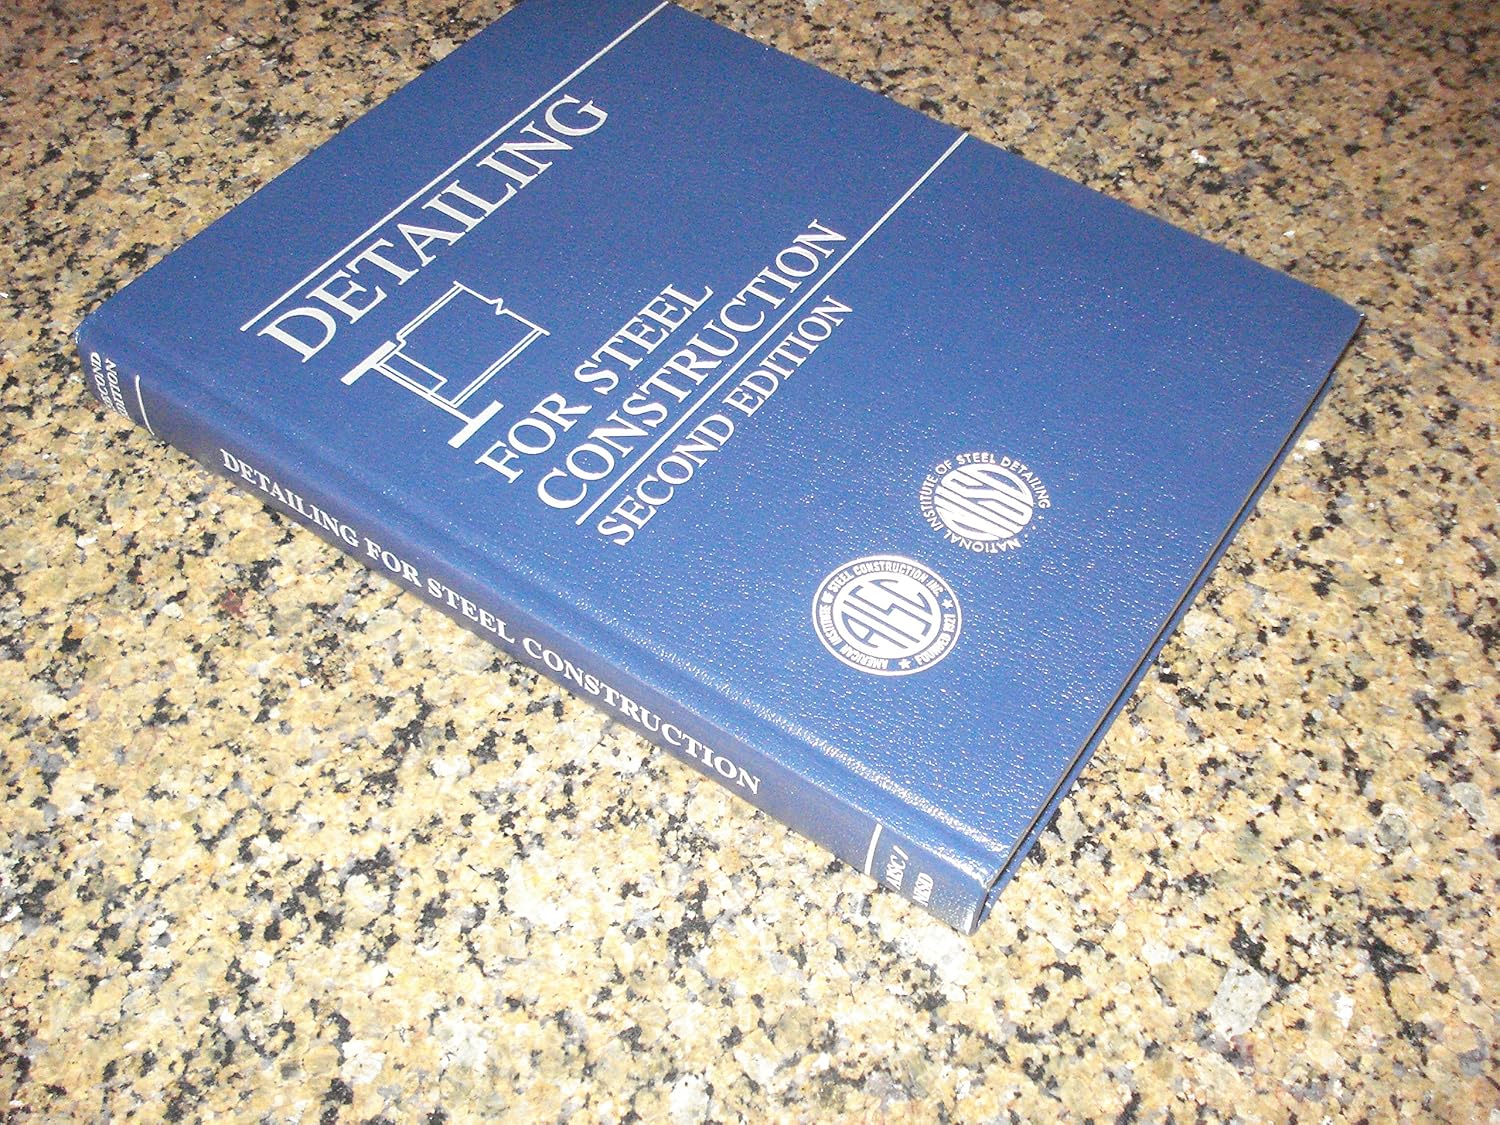 DETAILING
FOR STEEL
CONSTRUCTION
SECOND EDITION
NATIONAL INSTITUTE OF STEEL DETAILING
NISD
AMERICAN INSTITUTE OF STEEL CONSTRUCTION, INC.
★ FOUNDED 1921 ★
AISC
SECOND
EDITION
DETAILING FOR STEEL CONSTRUCTION
AISC /
NISD